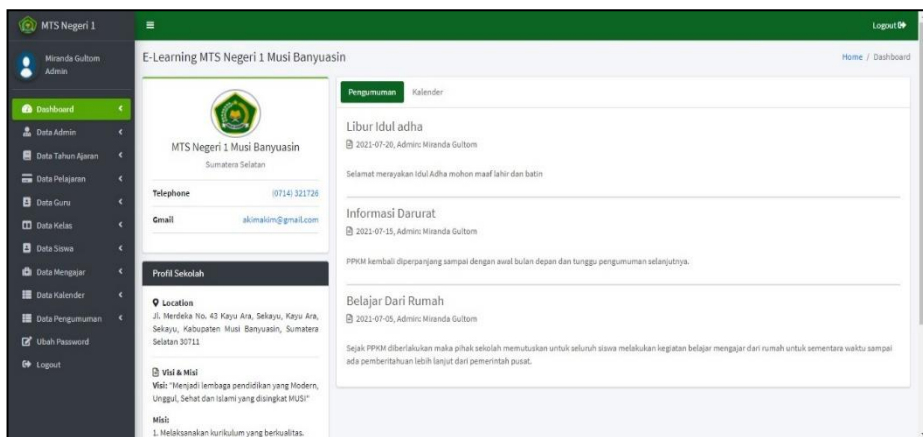 MTS Negeri 1
Logout
Miranda Gultom
Admin
Dashboard
Data Admin
Data Tahun Ajaran
Data Pelajaran
Data Guru
Data Kelas
Data Siswa
Data Mengajar
Data Kalender
Data Pengumuman
Ubah Password
Logout
E-Learning MTS Negeri 1 Musi Banyuasin
Home / Dashboard
MTS Negeri 1 Musi Banyuasin
Sumatera Selatan
Telephone (0714) 321726
Gmail akimakim@gmail.com
Profil Sekolah
Location
Jl. Merdeka No. 43 Kayu Ara, Sekayu, Kayu Ara,
Sekayu, Kabupaten Musi Banyuasin, Sumatera
Selatan 30711
Visi & Misi
Visi: "Menjadi lembaga pendidikan yang Modern,
Unggul, Sehat dan Islami yang disingkat MUSI"
Misi:
1. Melaksanakan kurikulum yang berkualitas.
Pengumuman Kalender
Libur Idul adha
2021-07-20, Admin: Miranda Gultom
Selamat merayakan Idul Adha mohon maaf lahir dan batin
Informasi Darurat
2021-07-15, Admin: Miranda Gultom
PPKM kembali diperpanjang sampai dengan awal bulan depan dan tunggu pengumuman selanjutnya.
Belajar Dari Rumah
2021-07-05, Admin: Miranda Gultom
Sejak PPKM diberlakukan maka pihak sekolah memutuskan untuk seluruh siswa melakukan kegiatan belajar mengajar dari rumah untuk sementara waktu sampai
ada pemberitahuan lebih lanjut dari pemerintah pusat.